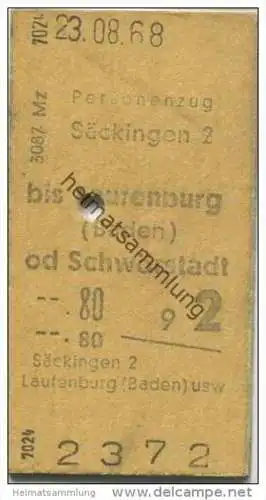 7024 23.08.68
3087 Mz
Personenzug
Säckingen 2
bis Laufenburg
(Baden)
od Schwörstadt
--.80 9 2
--.80
Säckingen 2
Laufenburg (Baden) usw
7024
2372
heimatsammlung.de
Heimatsammlung
delcampe.net